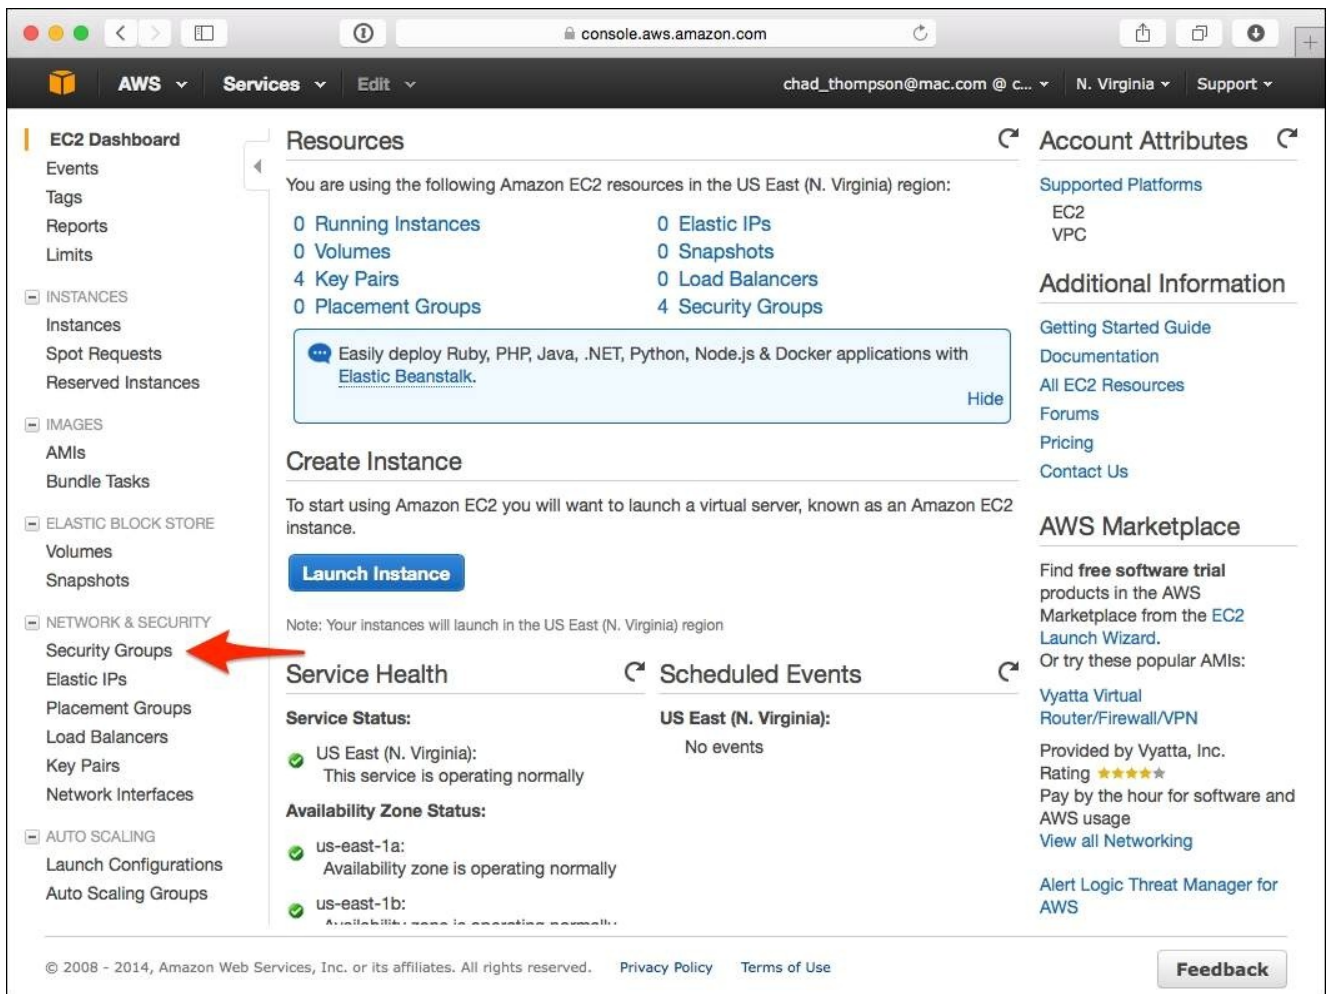 console.aws.amazon.com
AWS Services Edit chad_thompson@mac.com @ c... N. Virginia Support
EC2 Dashboard
Events
Tags
Reports
Limits
INSTANCES
Instances
Spot Requests
Reserved Instances
IMAGES
AMIs
Bundle Tasks
ELASTIC BLOCK STORE
Volumes
Snapshots
NETWORK & SECURITY
Security Groups
Elastic IPs
Placement Groups
Load Balancers
Key Pairs
Network Interfaces
AUTO SCALING
Launch Configurations
Auto Scaling Groups
Resources
You are using the following Amazon EC2 resources in the US East (N. Virginia) region:
0 Running Instances 0 Elastic IPs
0 Volumes 0 Snapshots
4 Key Pairs 0 Load Balancers
0 Placement Groups 4 Security Groups
Easily deploy Ruby, PHP, Java, .NET, Python, Node.js & Docker applications with
Elastic Beanstalk.
Hide
Create Instance
To start using Amazon EC2 you will want to launch a virtual server, known as an Amazon EC2
instance.
Launch Instance
Note: Your instances will launch in the US East (N. Virginia) region
Service Health
Service Status:
US East (N. Virginia):
This service is operating normally
Availability Zone Status:
us-east-1a:
Availability zone is operating normally
us-east-1b:
Availability zone is operating normally
Scheduled Events
US East (N. Virginia):
No events
Account Attributes
Supported Platforms
EC2
VPC
Additional Information
Getting Started Guide
Documentation
All EC2 Resources
Forums
Pricing
Contact Us
AWS Marketplace
Find free software trial
products in the AWS
Marketplace from the EC2
Launch Wizard.
Or try these popular AMIs:
Vyatta Virtual
Router/Firewall/VPN
Provided by Vyatta, Inc.
Rating
Pay by the hour for software and
AWS usage
View all Networking
Alert Logic Threat Manager for
AWS
© 2008 - 2014, Amazon Web Services, Inc. or its affiliates. All rights reserved. Privacy Policy Terms of Use
Feedback